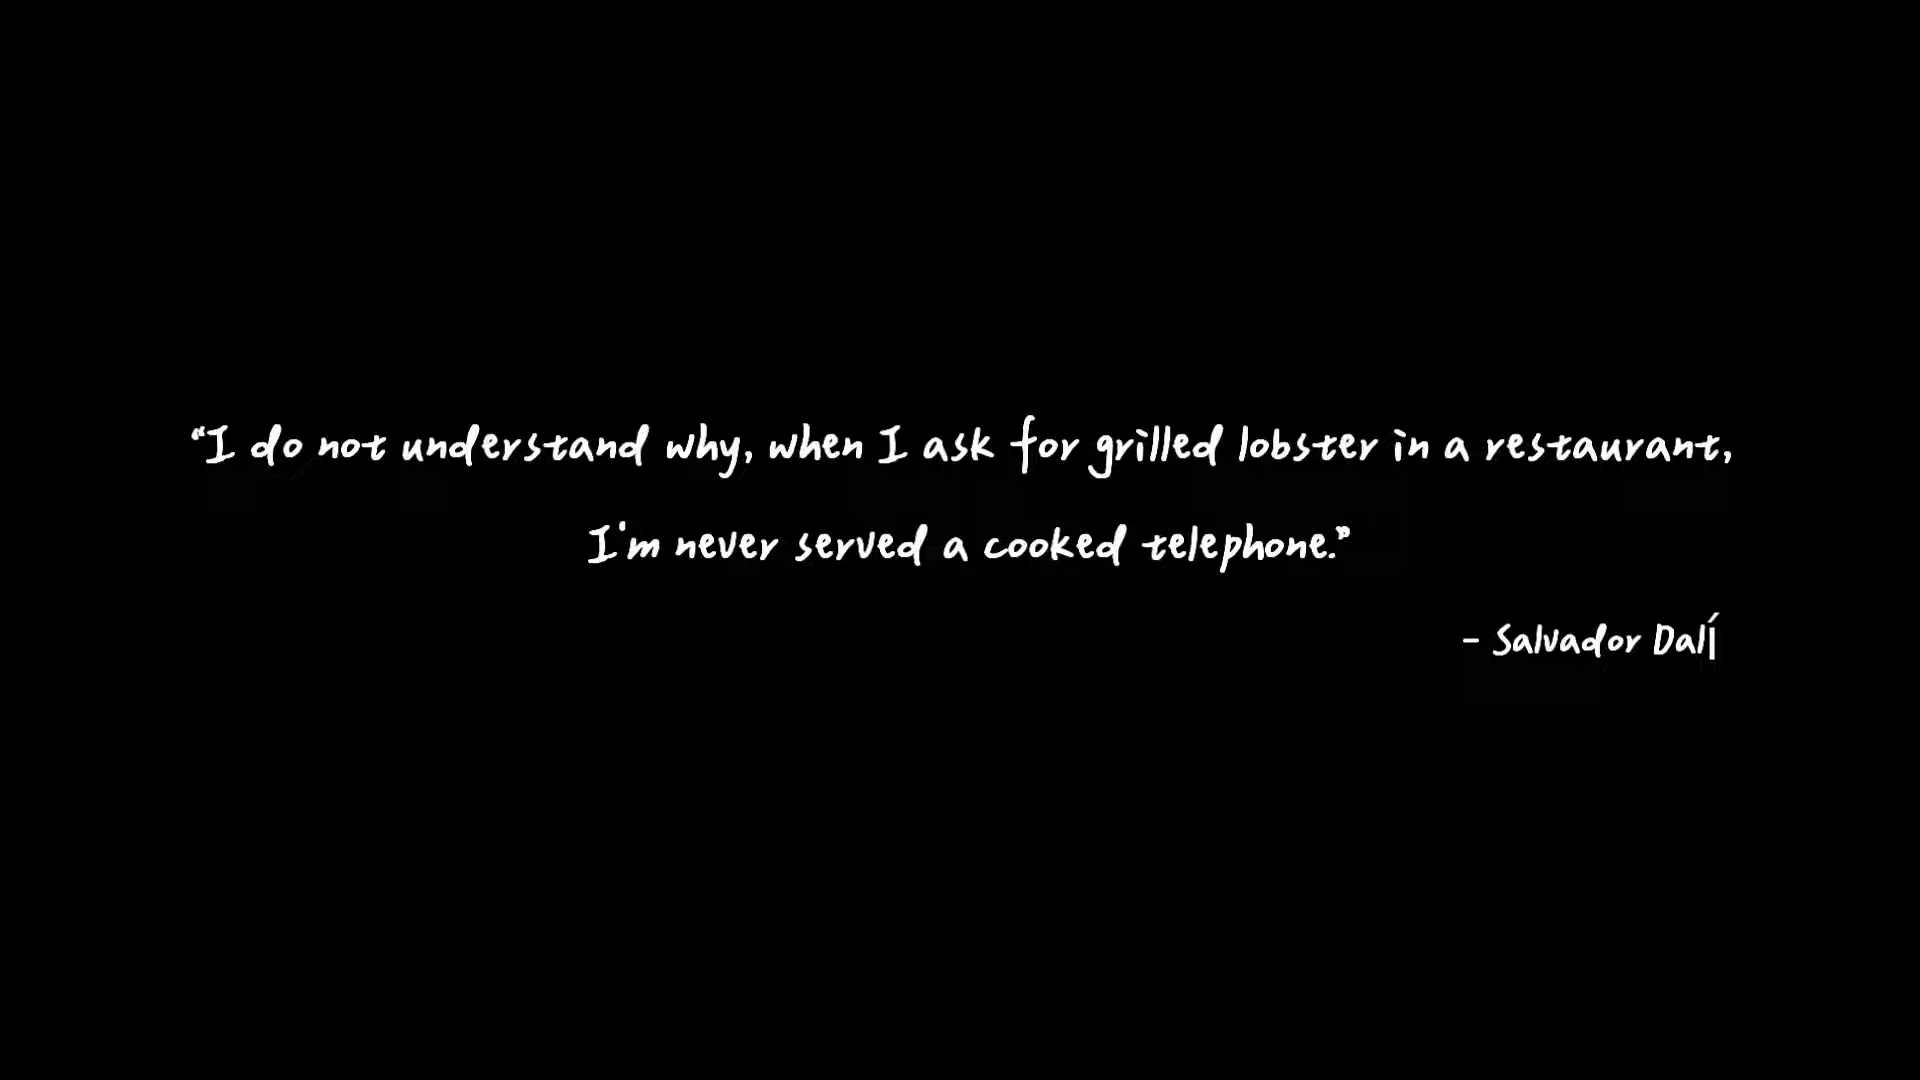 “I do not understand why, when I ask for grilled lobster in a restaurant,
I'm never served a cooked telephone.”
- Salvador Dalí